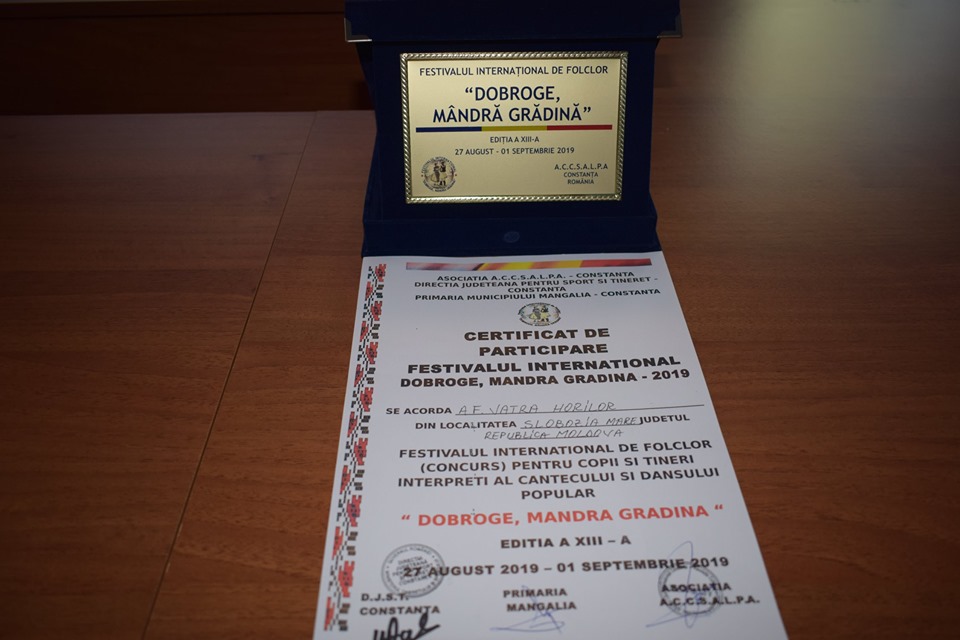 FESTIVALUL INTERNAȚIONAL DE FOLCLOR
“DOBROGE,
MÂNDRĂ GRĂDINĂ”
EDIȚIA A XIII-A
27 AUGUST - 01 SEPTEMBRIE 2019
A.C.C.S.A.L.P.A
CONSTANȚA
ROMÂNIA
ASOCIATIA A.C.C.S.A.L.P.A. - CONSTANTA
DIRECTIA JUDETEANA PENTRU SPORT SI TINERET -
CONSTANTA
PRIMARIA MUNICIPIULUI MANGALIA - CONSTANTA
CERTIFICAT DE
PARTICIPARE
FESTIVALUL INTERNATIONAL
DOBROGE, MANDRA GRADINA - 2019
SE ACORDA A.F. VATRA HORILOR
DIN LOCALITATEA SLOBOZIA MARE JUDETUL
REPUBLICA MOLDOVA
FESTIVALUL INTERNATIONAL DE FOLCLOR
(CONCURS) PENTRU COPII SI TINERI
INTERPRETI AL CANTECULUI SI DANSULUI
POPULAR
“ DOBROGE, MANDRA GRADINA “
EDITIA A XIII – A
27 AUGUST 2019 – 01 SEPTEMBRIE 2019
D.J.S.T. PRIMARIA ASOCIATIA
CONSTANTA MANGALIA A.C.C.S.A.L.P.A.